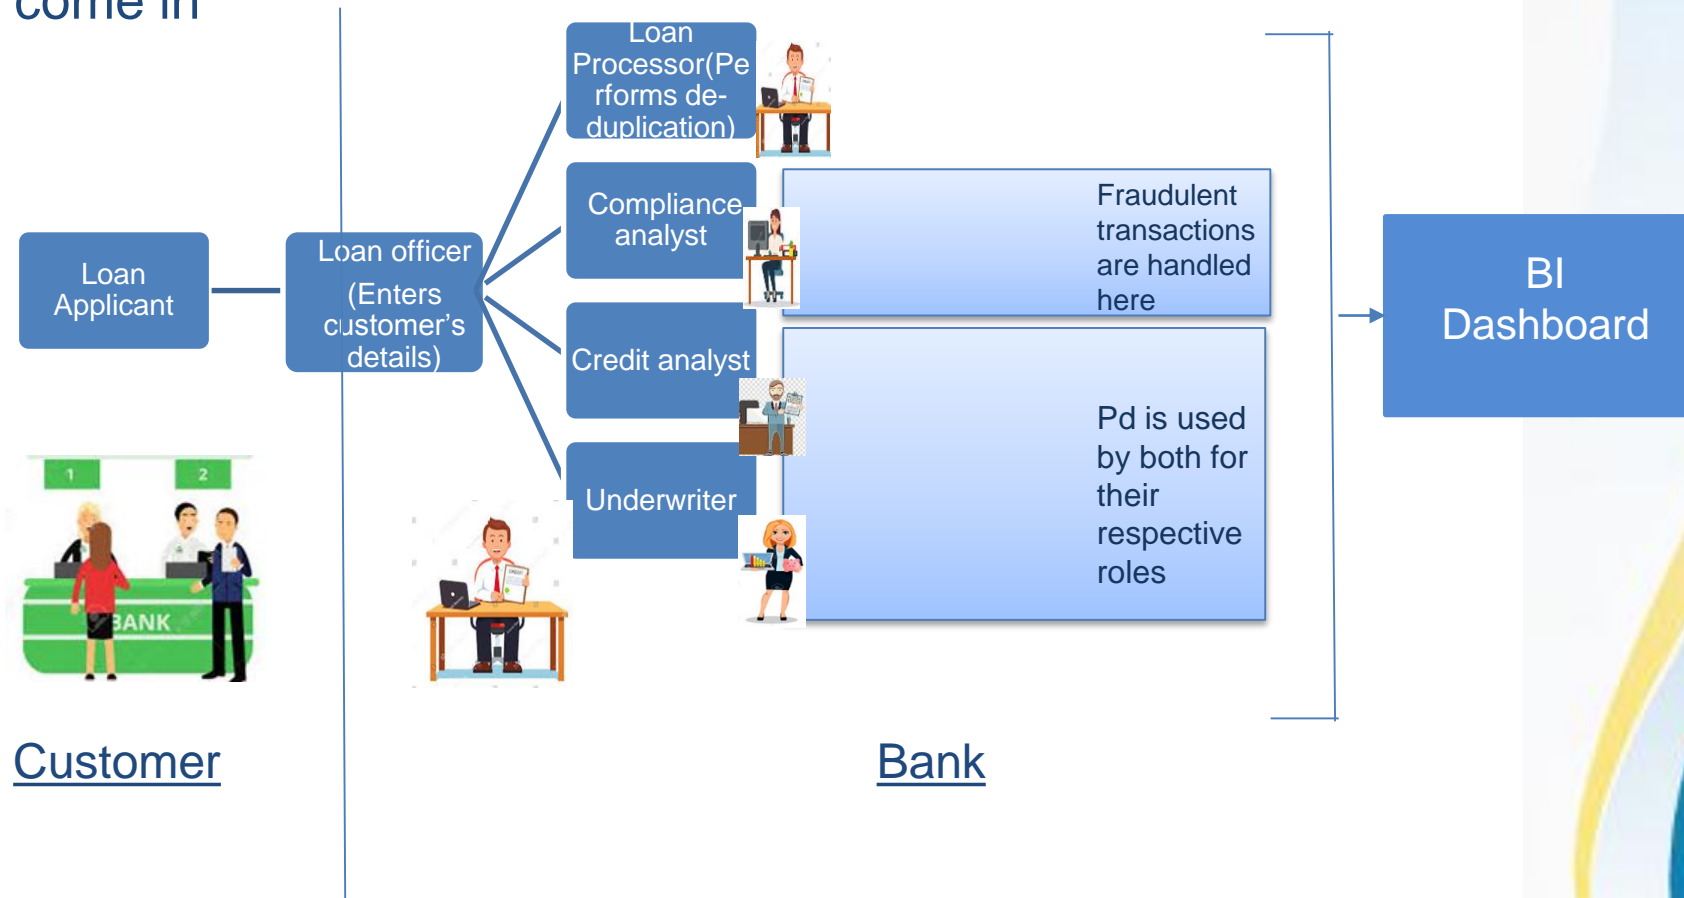 come in
Loan
Processor(Pe
rforms de-
duplication)
Compliance
analyst
Fraudulent
transactions
are handled
here
Loan
Applicant
Loan officer
(Enters
customer's
details)
BI
Dashboard
Credit analyst
Pd is used
by both for
their
respective
roles
Underwriter
1
2
BANK
Customer
Bank